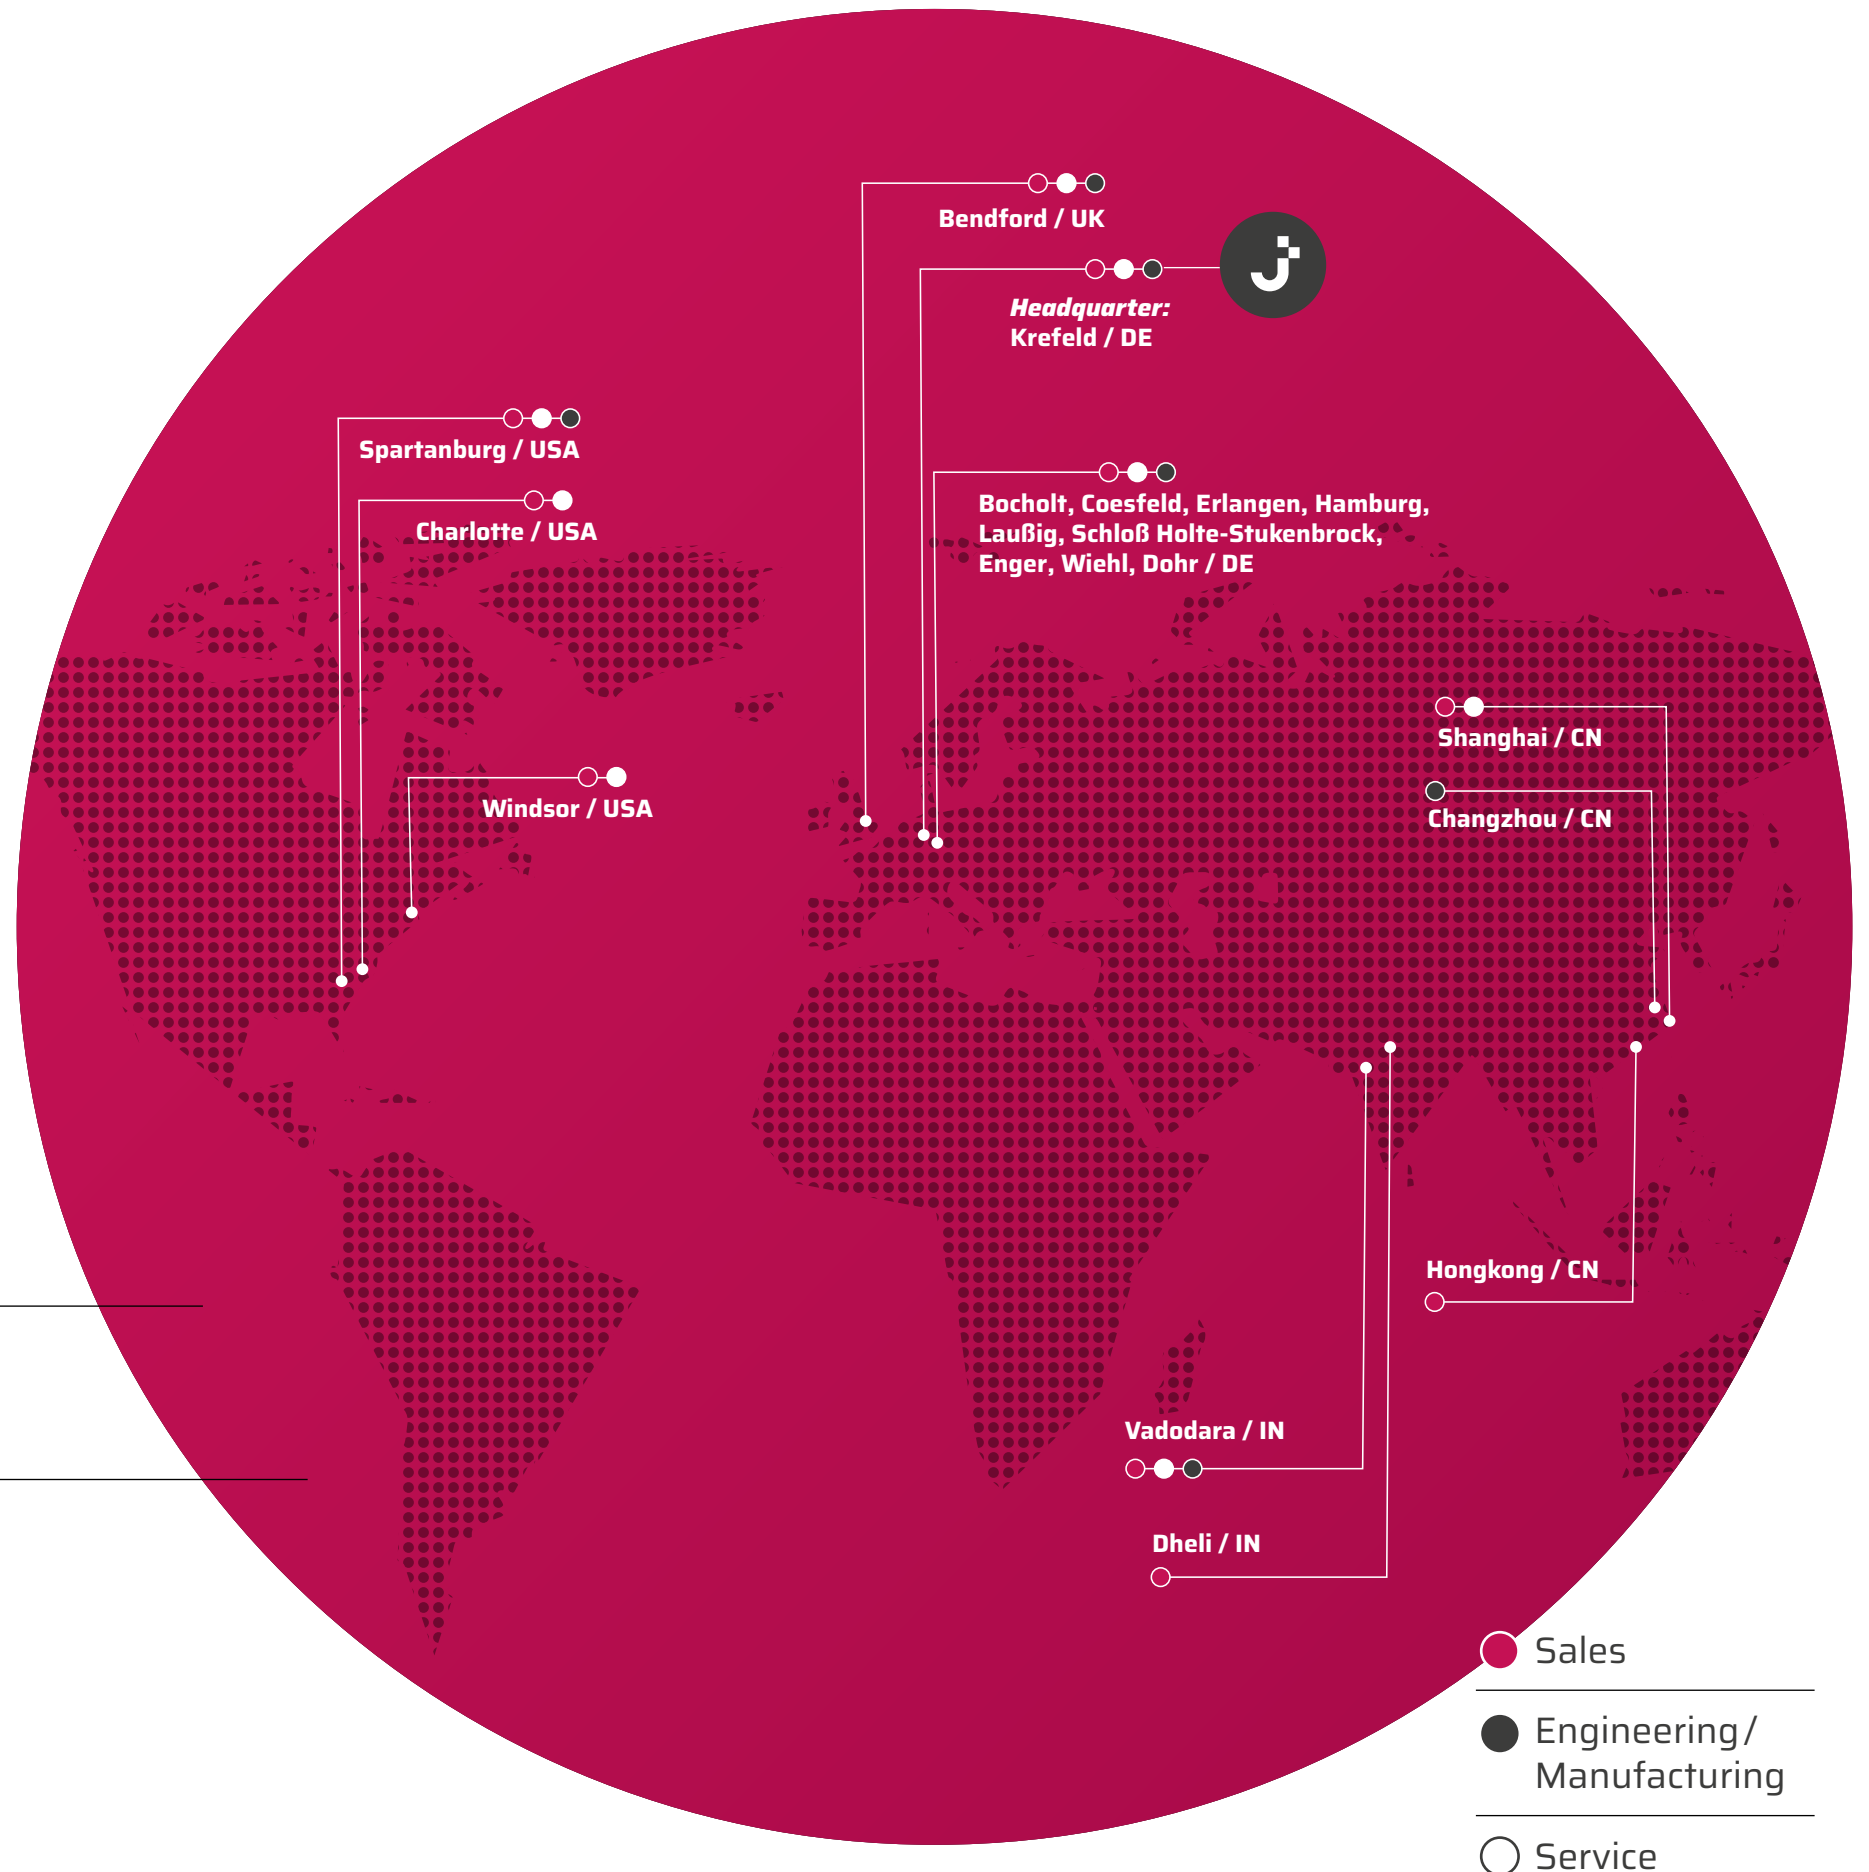 Bendford / UK
Headquarter:
Krefeld / DE
Spartanburg / USA
Charlotte / USA
Bocholt, Coesfeld, Erlangen, Hamburg,
Laußig, Schloß Holte-Stukenbrock,
Enger, Wiehl, Dohr / DE
Shanghai / CN
Windsor / USA
Changzhou / CN
Hongkong / CN
Vadodara / IN
Dheli / IN
Sales
Engineering/
Manufacturing
Service